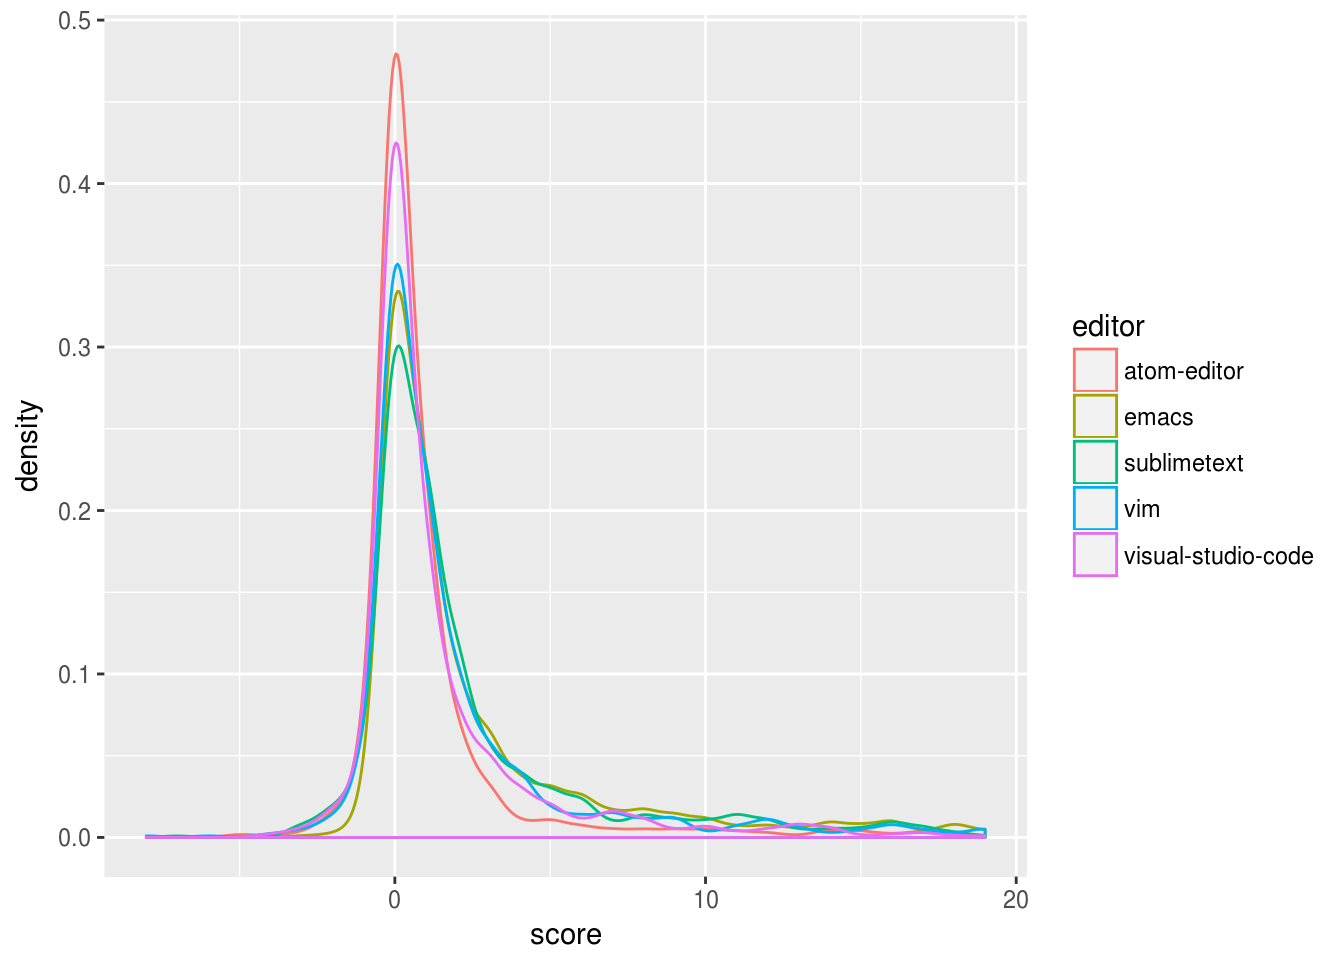 0.5
0.4
0.3
0.2
0.1
0.0
density
0
10
20
score
editor
atom-editor
emacs
sublimetext
vim
visual-studio-code